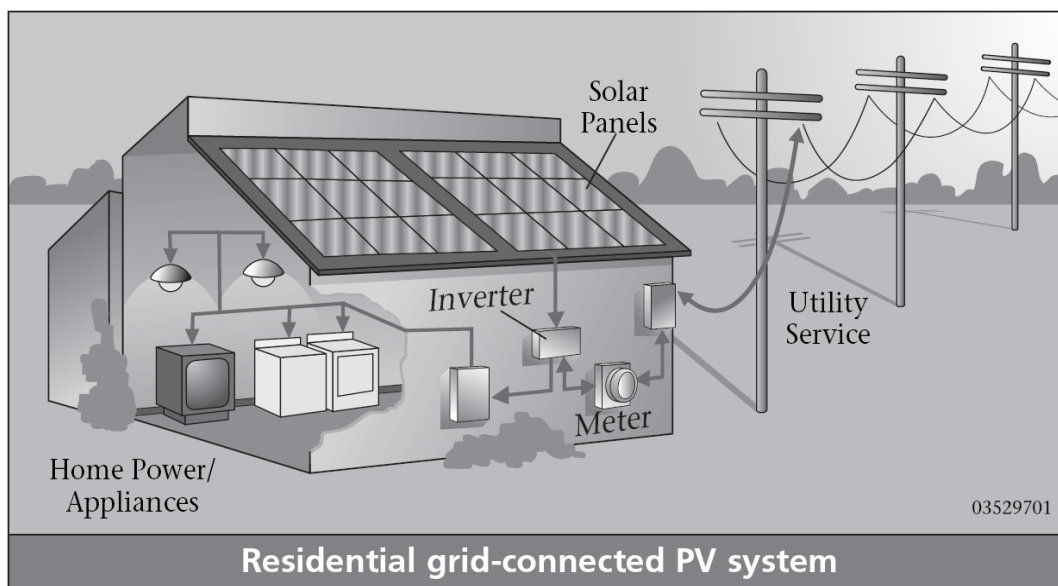 Solar
Panels
Inverter
Utility
Service
Meter
Home Power/
Appliances
03529701
Residential grid-connected PV system